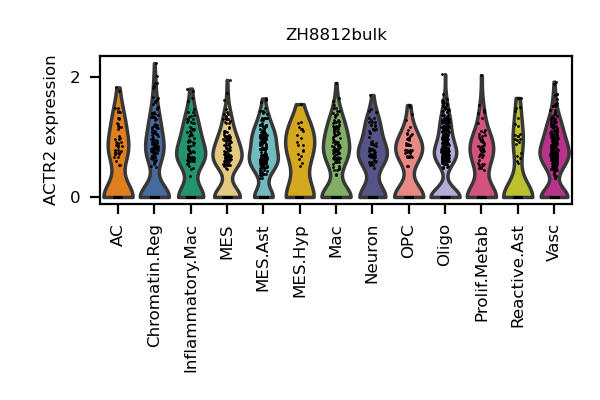 ZH8812bulk
ACTR2 expression
2
0
AC
Chromatin.Reg
Inflammatory.Mac
MES
MES.Ast
MES.Hyp
Mac
Neuron
OPC
Oligo
Prolif.Metab
Reactive.Ast
Vasc